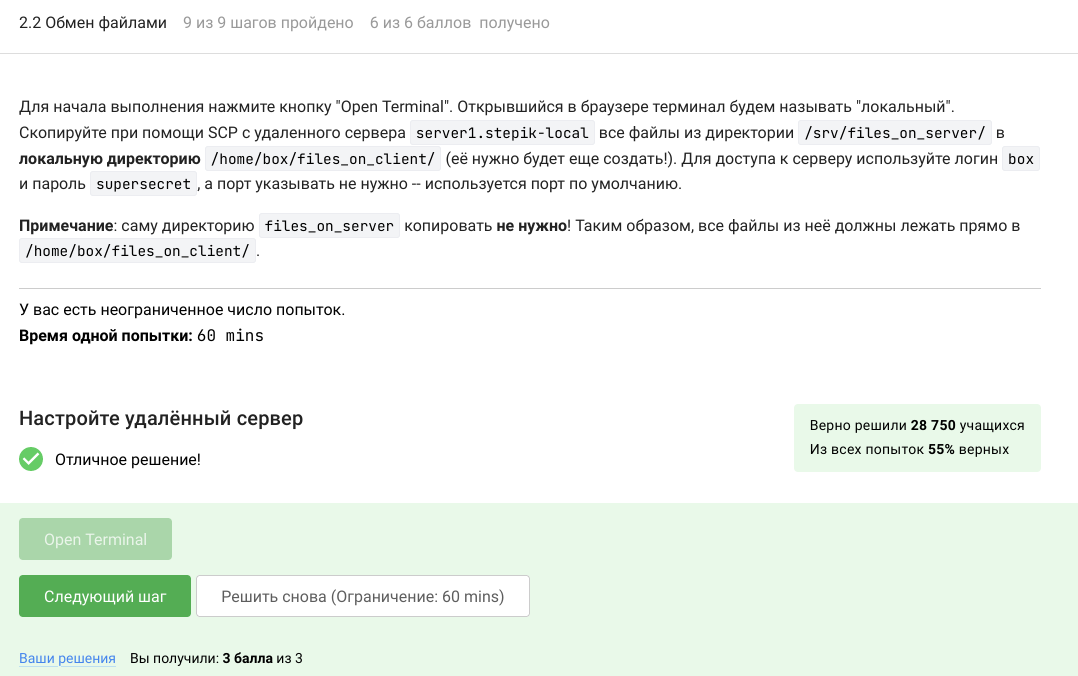 2.2 Обмен файлами 9 из 9 шагов пройдено 6 из 6 баллов получено
Для начала выполнения нажмите кнопку "Open Terminal". Открывшийся в браузере терминал будем называть "локальный".
Скопируйте при помощи SCP с удаленного сервера server1.stepik-local все файлы из директории /srv/files_on_server/ в
локальную директорию /home/box/files_on_client/ (её нужно будет еще создать!). Для доступа к серверу используйте логин box
и пароль supersecret, а порт указывать не нужно -- используется порт по умолчанию.
Примечание: саму директорию files_on_server копировать не нужно! Таким образом, все файлы из неё должны лежать прямо в
/home/box/files_on_client/.
У вас есть неограниченное число попыток.
Время одной попытки: 60 mins
Настройте удалённый сервер
Верно решили 28 750 учащихся
Из всех попыток 55% верных
Отличное решение!
Open Terminal
Следующий шаг Решить снова (Ограничение: 60 mins)
Ваши решения Вы получили: 3 балла из 3